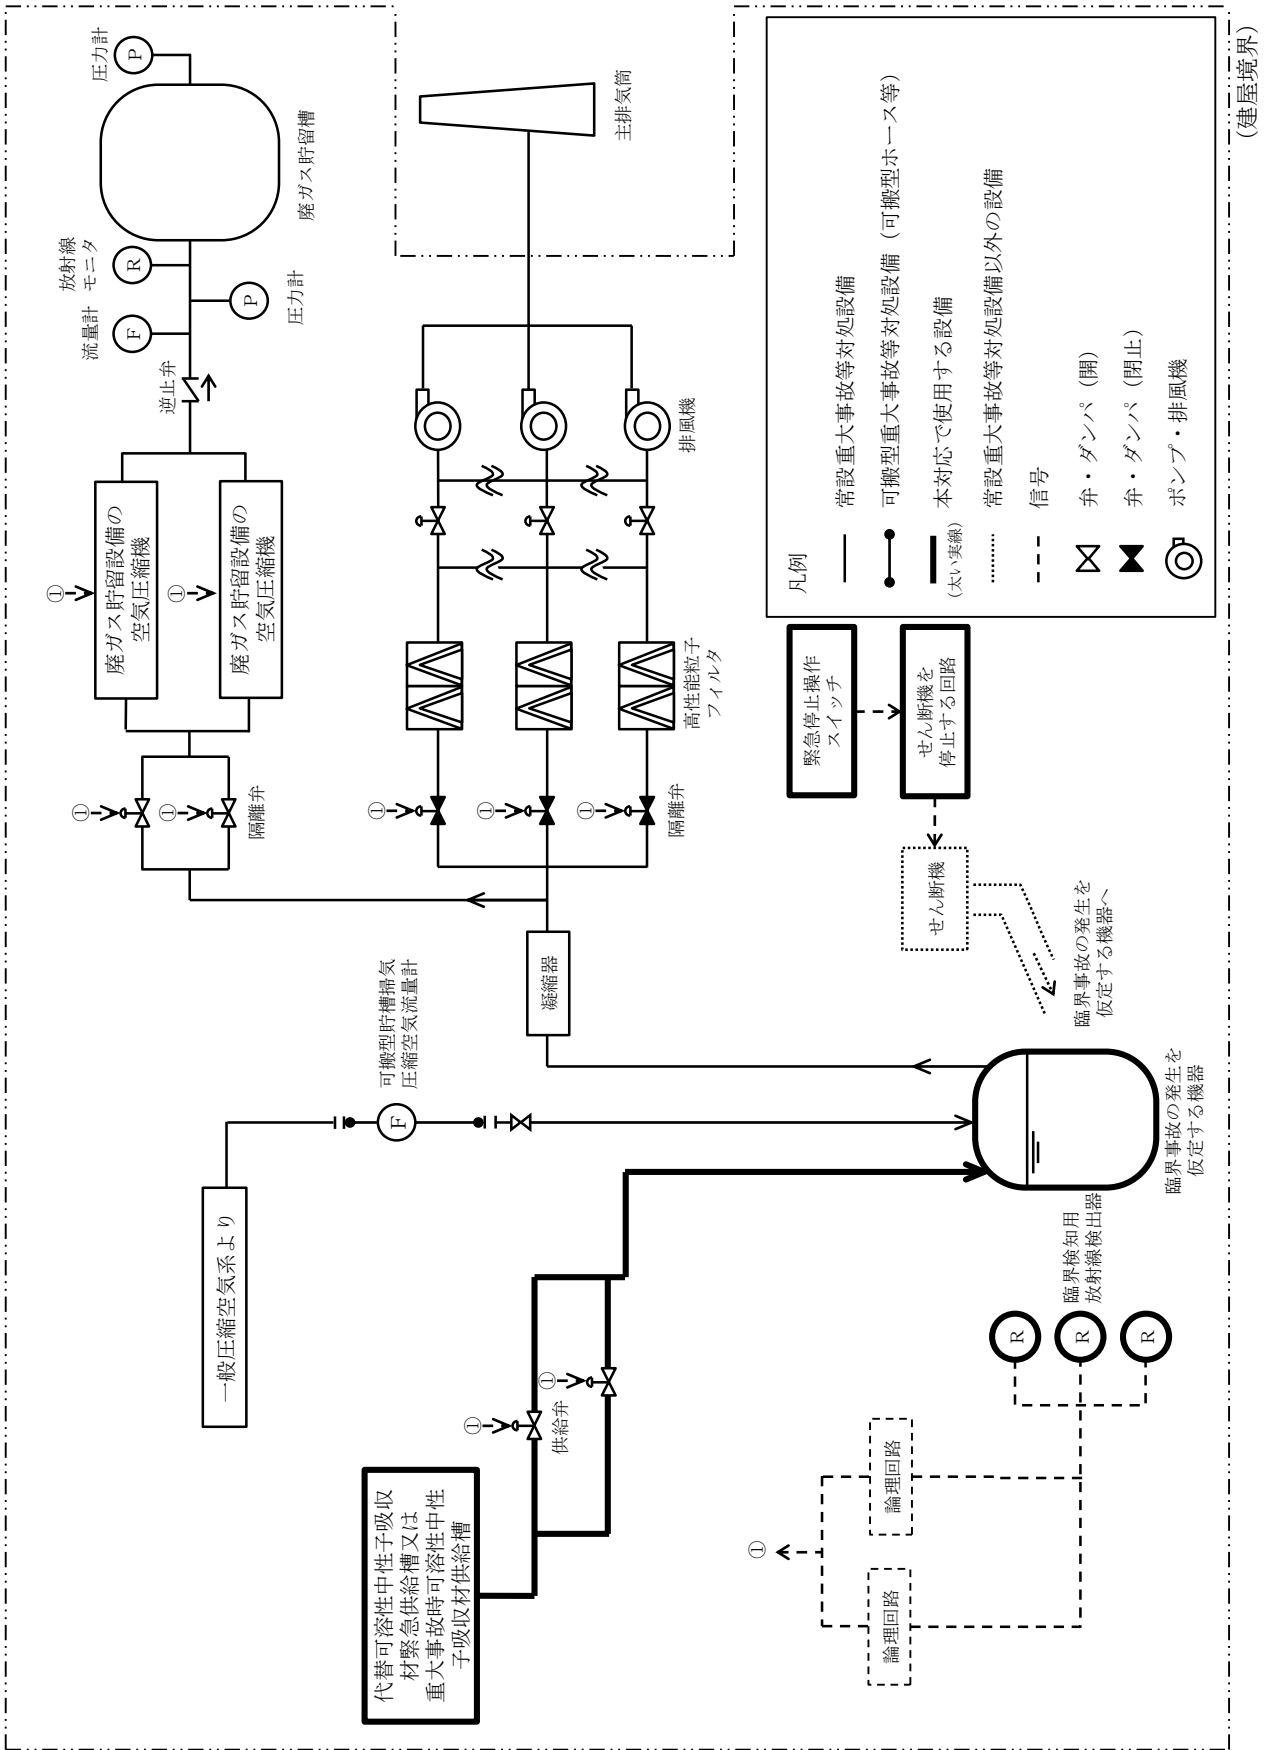 代替可溶性中性子吸収
材緊急供給槽又は
重大事故時可溶性中性
子吸収材供給槽
①
①
供給弁
一般圧縮空気系より
F
可搬型貯槽掃気
圧縮空気流量計
①
論理回路
論理回路
R
R
R
臨界検知用
放射線検出器
臨界事故の発生を
仮定する機器
凝縮器
①
①
隔離弁
①
①
①
隔離弁
①
廃ガス貯留設備の
空気圧縮機
①
廃ガス貯留設備の
空気圧縮機
高性能粒子
フィルタ
排風機
逆止弁
流量計
F
放射線
モニタ
R
P
圧力計
廃ガス貯留槽
圧力計
P
主排気筒
緊急停止操作
スイッチ
せん断機を
停止する回路
せん断機
臨界事故の発生を
仮定する機器へ
凡例
常設重大事故等対処設備
可搬型重大事故等対処設備（可搬型ホース等）
(太い実線)
本対応で使用する設備
常設重大事故等対処設備以外の設備
信号
弁・ダンパ（開）
弁・ダンパ（閉止）
ポンプ・排風機
（建屋境界）